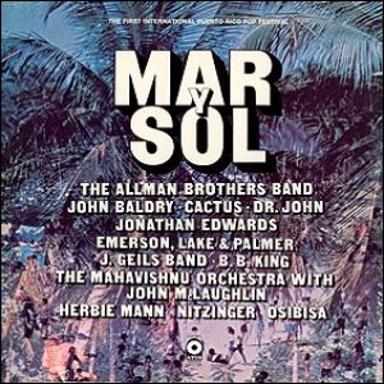 THE FIRST INTERNATIONAL PUERTO RICO POP FESTIVAL
MAR
Y
SOL
THE ALLMAN BROTHERS BAND
JOHN BALDRY · CACTUS · DR. JOHN
JONATHAN EDWARDS
EMERSON, LAKE & PALMER
J. GEILS BAND · B. B. KING
THE MAHAVISHNU ORCHESTRA WITH
JOHN McLAUGHLIN
HERBIE MANN · NITZINGER · OSIBISA
ATCO